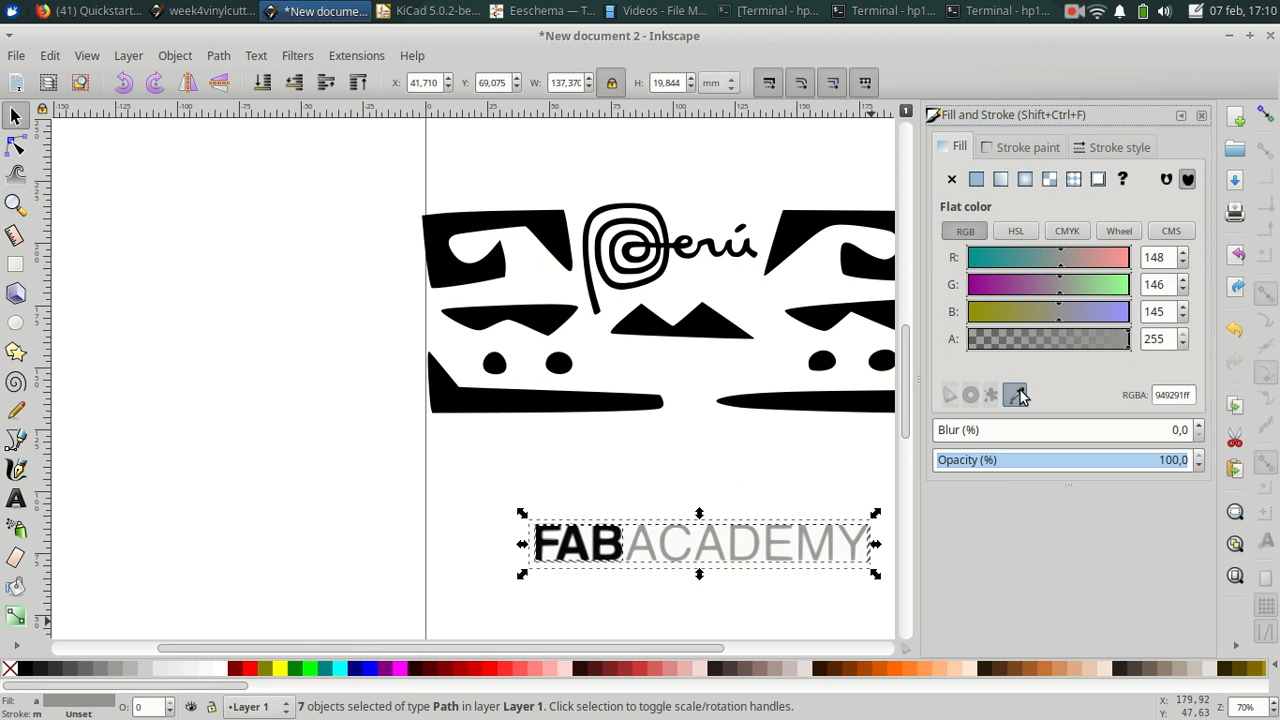 (41) Quickstart...
week4vinylcutt...
*New docume...
KiCad 5.0.2-be...
Eeschema — T...
Videos - File M...
[Terminal - hp...
Terminal - hp1...
Terminal - hp1...
07 feb, 17:10
*New document 2 - Inkscape
File Edit View Layer Object Path Text Filters Extensions Help
X: 41,710 Y: 69,075 W: 137,370 H: 19,844 mm
Fill and Stroke (Shift+Ctrl+F)
Fill Stroke paint Stroke style
Flat color
RGB HSL CMYK Wheel CMS
R: 148
G: 146
B: 145
A: 255
RGBA: 949291ff
Blur (%) 0,0
Opacity (%) 100,0
Perú
FABACADEMY
Fill: a
Stroke: m Unset
O: 0
Layer 1
7 objects selected of type Path in layer Layer 1. Click selection to toggle scale/rotation handles.
X: 179,92
Y: 47,63
Z: 70%